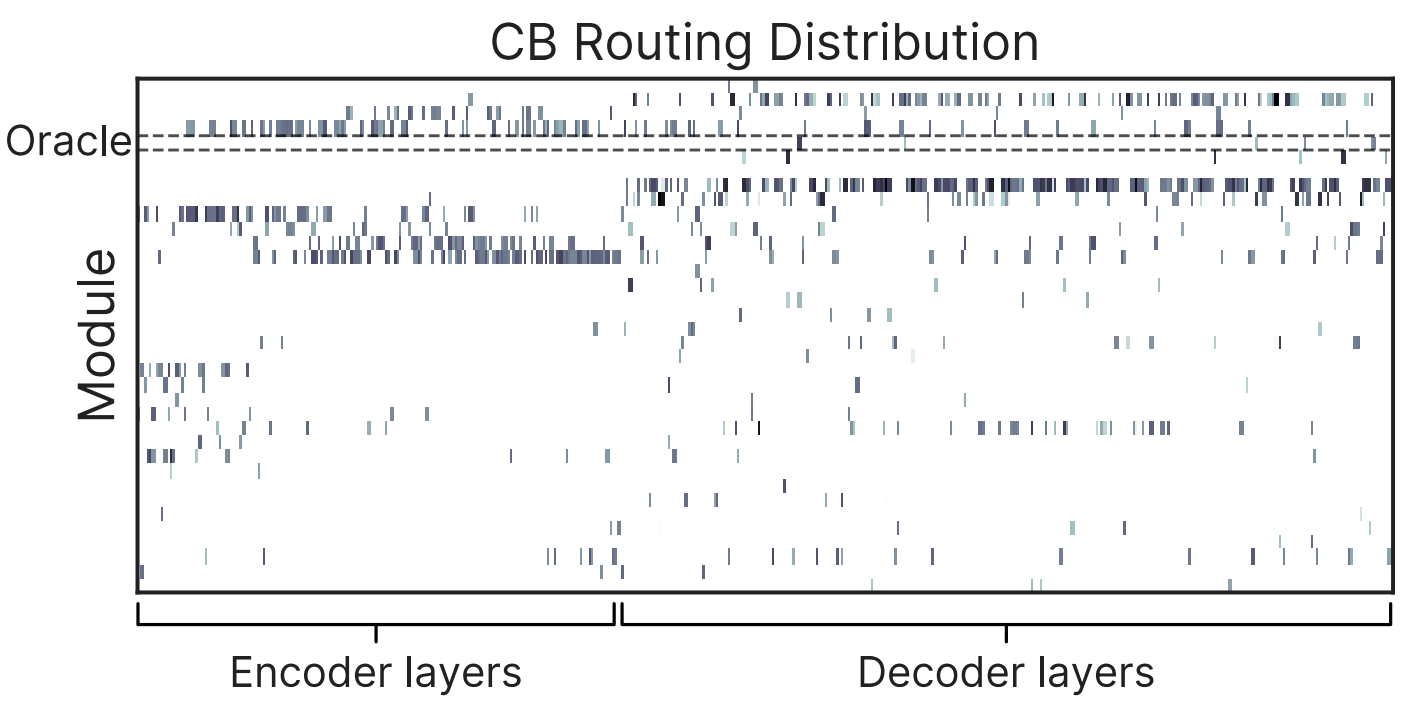 CB Routing Distribution
Oracle
Module
Encoder layers
Decoder layers